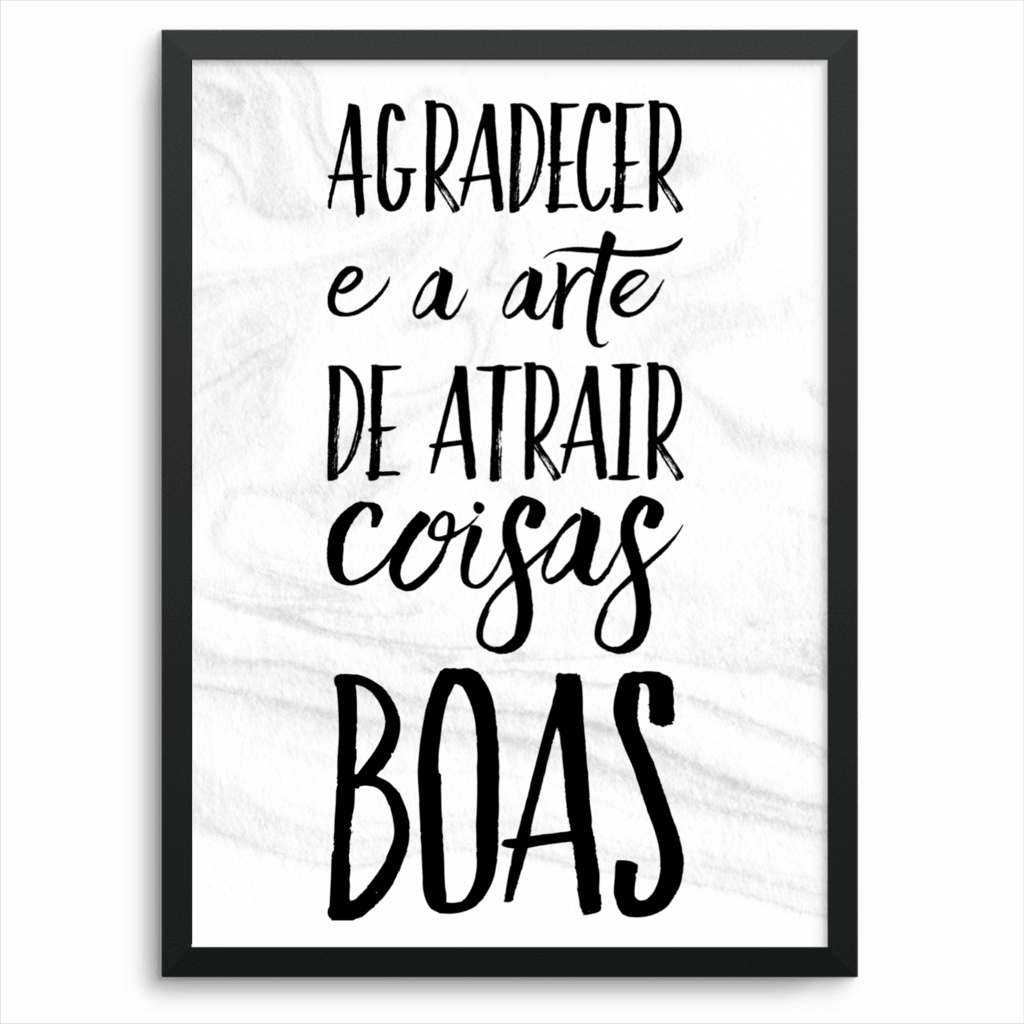 AGRADECER
e a arte
DE ATRAIR
coisas
BOAS